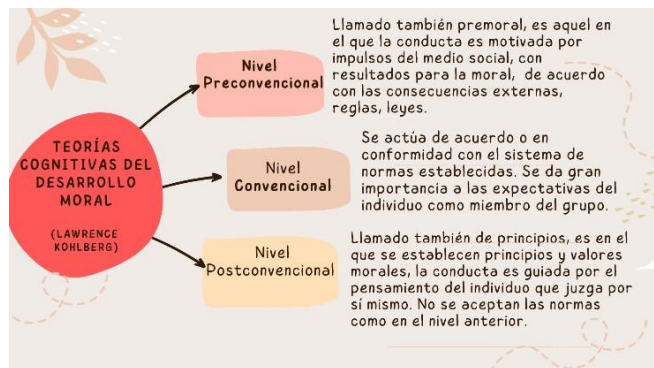 TEORÍAS
COGNITIVAS DEL
DESARROLLO
MORAL
(LAWRENCE
KOHLBERG)
Nivel
Preconvencional
Llamado también premoral, es aquel en
el que la conducta es motivada por
impulsos del medio social, con
resultados para la moral, de acuerdo
con las consecuencias externas,
reglas, leyes.
Nivel
Convencional
Se actúa de acuerdo o en
conformidad con el sistema de
normas establecidas. Se da gran
importancia a las expectativas del
individuo como miembro del grupo.
Nivel
Postconvencional
Llamado también de principios, es en el
que se establecen principios y valores
morales, la conducta es guiada por el
pensamiento del individuo que juzga por
sí mismo. No se aceptan las normas
como en el nivel anterior.